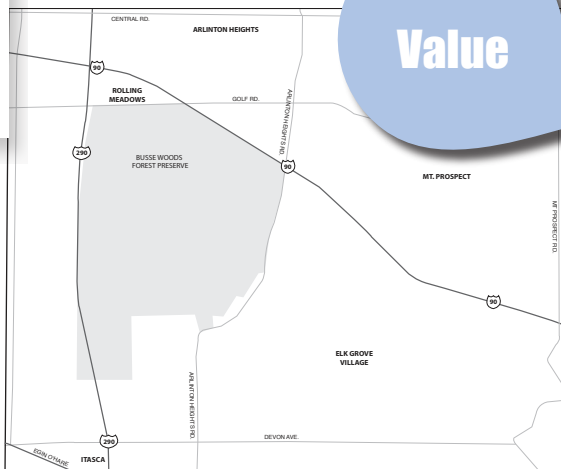 CENTRAL RD.
ARLINTON HEIGHTS
Value
90
ROLLING
MEADOWS
GOLF RD.
ARLINTON HEIGHTS RD.
290
BUSSE WOODS
FOREST PRESERVE
90
MT. PROSPECT
MT PROSPECT RD.
90
ELK GROVE
VILLAGE
ARLINTON HEIGHTS RD.
290
DEVON AVE.
EGIN O'HARE
ITASCA